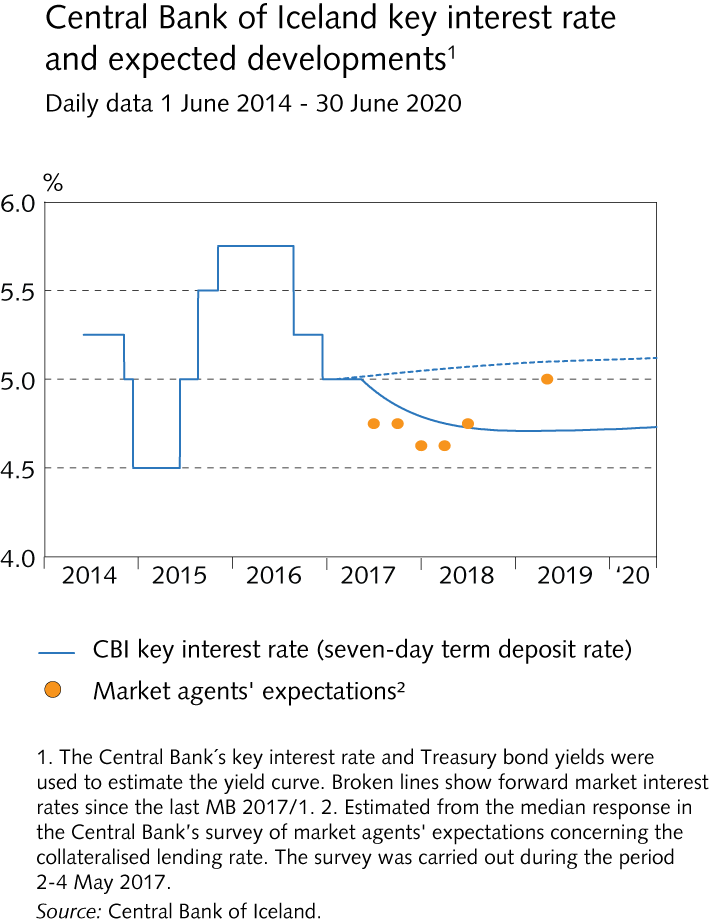 Central Bank of Iceland key interest rate
and expected developments¹
Daily data 1 June 2014 - 30 June 2020
%
6.0
5.5
5.0
4.5
4.0
2014 2015 2016 2017 2018 2019 ‘20
CBI key interest rate (seven-day term deposit rate)
Market agents' expectations²
1. The Central Bank´s key interest rate and Treasury bond yields were
used to estimate the yield curve. Broken lines show forward market interest
rates since the last MB 2017/1. 2. Estimated from the median response in
the Central Bank’s survey of market agents' expectations concerning the
collateralised lending rate. The survey was carried out during the period
2-4 May 2017.
Source: Central Bank of Iceland.